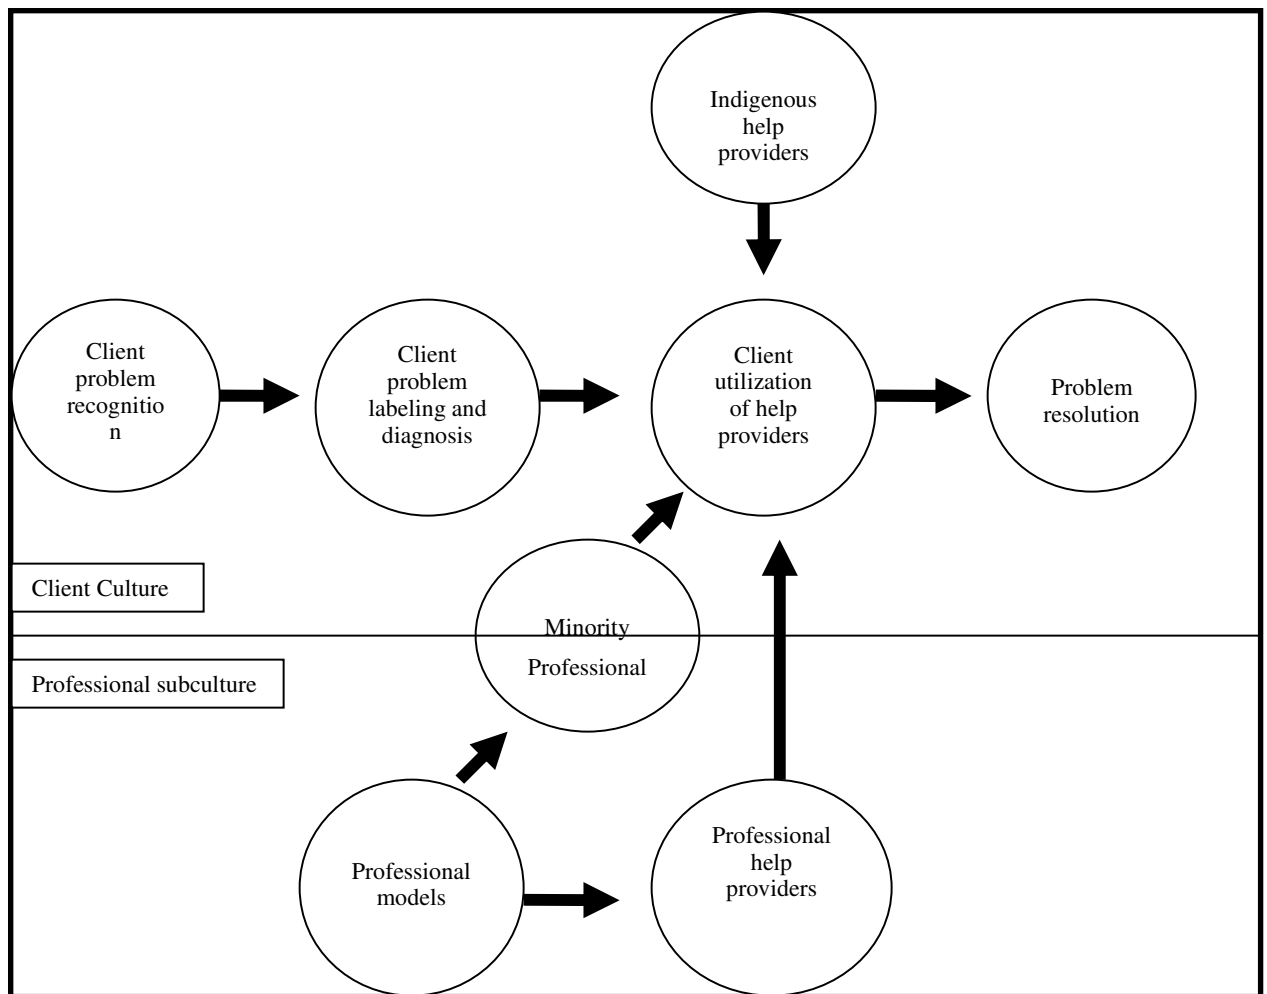 Indigenous
help
providers
Client
problem
recognitio
n
Client
problem
labeling and
diagnosis
Client
utilization
of help
providers
Problem
resolution
Client Culture
Minority
Professional
Professional subculture
Professional
models
Professional
help
providers